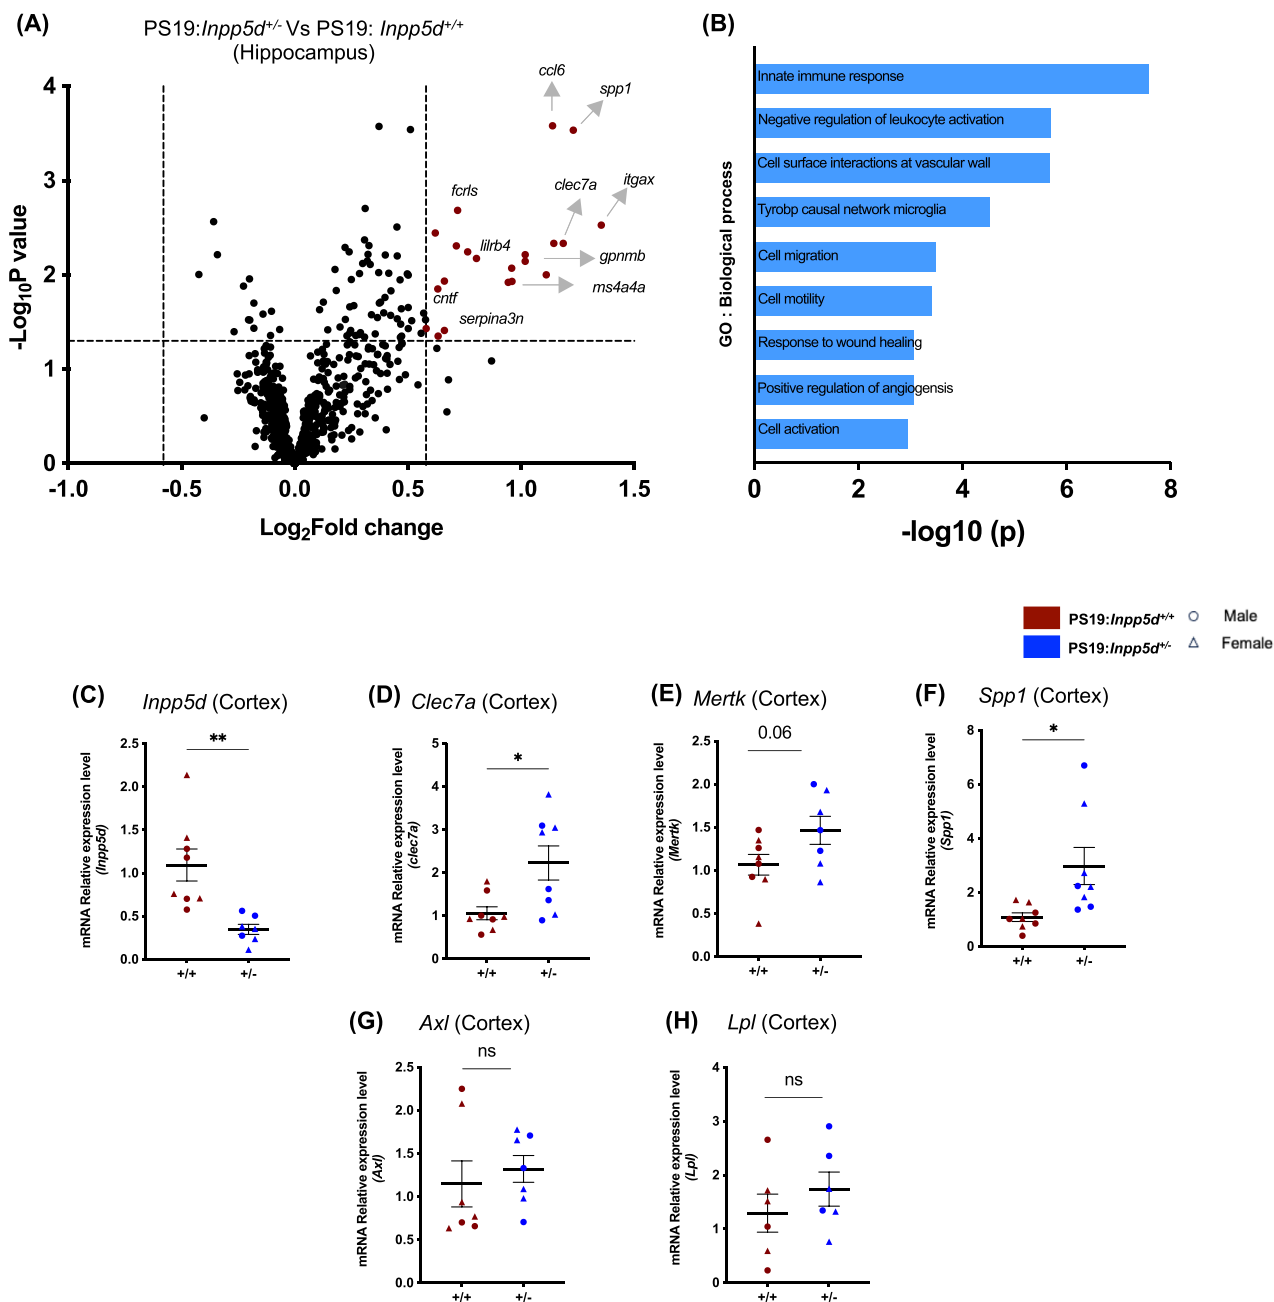 (A)
PS19:Inpp5d+/- Vs PS19: Inpp5d+/+
(Hippocampus)
-Log10P value
4
3
2
1
0
-1.0 -0.5 0.0 0.5 1.0 1.5
Log2Fold change
ccl6
spp1
fcrls
clec7a
itgax
lilrb4
gpnmb
cntf
ms4a4a
serpina3n
(B)
GO : Biological process
Innate immune response
Negative regulation of leukocyte activation
Cell surface interactions at vascular wall
Tyrobp causal network microglia
Cell migration
Cell motility
Response to wound healing
Positive regulation of angiogensis
Cell activation
0 2 4 6 8
-log10 (p)
PS19:Inpp5d+/+ Male
PS19:Inpp5d+/- Female
(C)
Inpp5d (Cortex)
**
mRNA Relative expression level
(Inpp5d)
2.5
2.0
1.5
1.0
0.5
0.0
+/+ +/-
(D)
Clec7a (Cortex)
*
mRNA Relative expression level
(clec7a)
5
4
3
2
1
0
+/+ +/-
(E)
Mertk (Cortex)
0.06
mRNA Relative expression level
(Mertk)
2.5
2.0
1.5
1.0
0.5
0.0
+/+ +/-
(F)
Spp1 (Cortex)
*
mRNA Relative expression level
(Spp1)
8
6
4
2
0
+/+ +/-
(G)
Axl (Cortex)
ns
mRNA Relative expression level
(Axl)
2.5
2.0
1.5
1.0
0.5
0.0
+/+ +/-
(H)
Lpl (Cortex)
ns
mRNA Relative expression level
(Lpl)
4
3
2
1
0
+/+ +/-